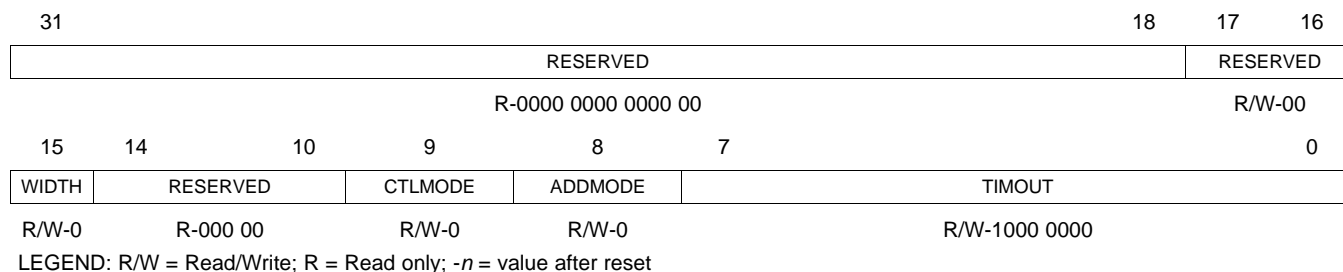 31 18 17 16
RESERVED RESERVED
R-0000 0000 0000 00 R/W-00
15 14 10 9 8 7 0
WIDTH RESERVED CTLMODE ADDMODE TIMOUT
R/W-0 R-000 00 R/W-0 R/W-0 R/W-1000 0000
LEGEND: R/W = Read/Write; R = Read only; -n = value after reset